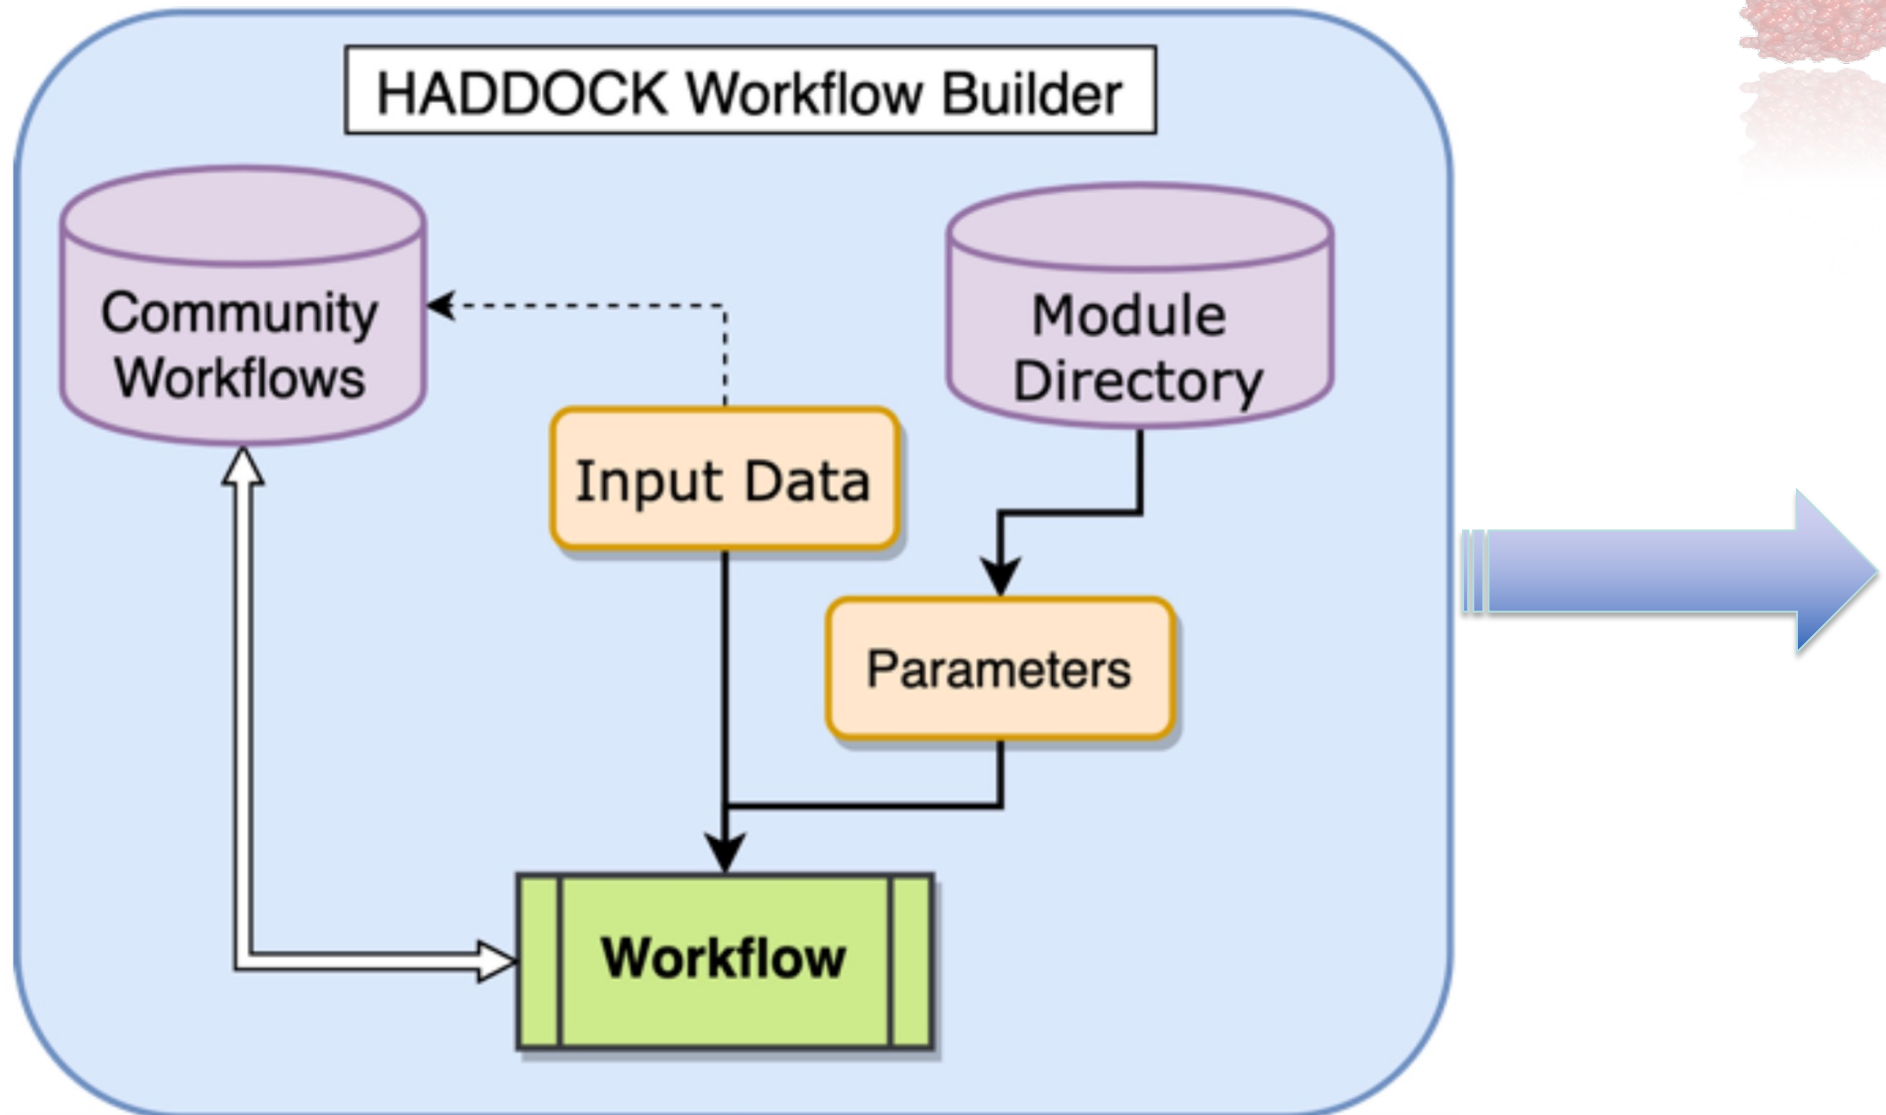 HADDOCK Workflow Builder
Community
Workflows
Module
Directory
Input Data
Parameters
Workflow